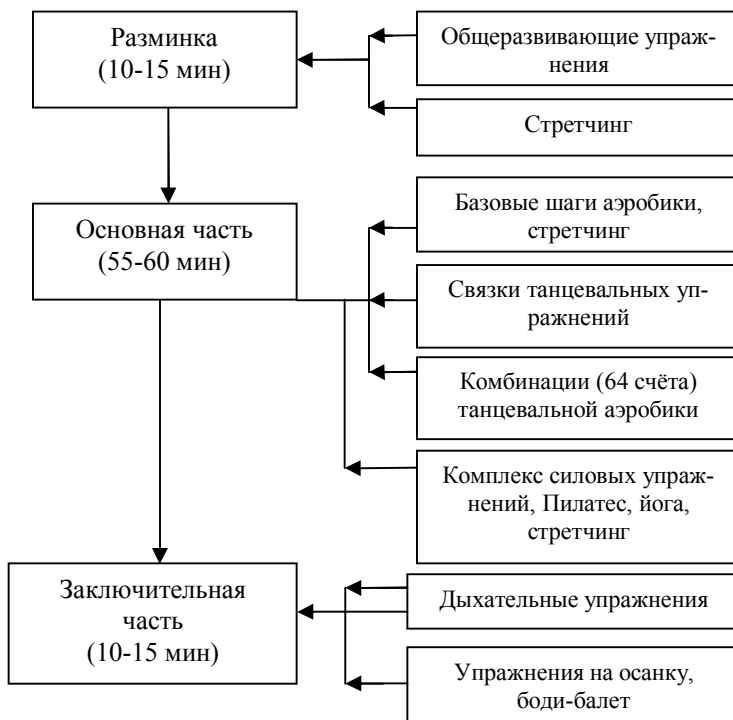 Разминка
(10-15 мин)
Общеразвивающие упраж-
нения
Стретчинг
Основная часть
(55-60 мин)
Базовые шаги аэробики,
стретчинг
Связки танцевальных уп-
ражнений
Комбинации (64 счёта)
танцевальной аэробики
Комплекс силовых упраж-
нений, Пилатес, йога,
стретчинг
Заключительная
часть
(10-15 мин)
Дыхательные упражнения
Упражнения на осанку,
боди-балет